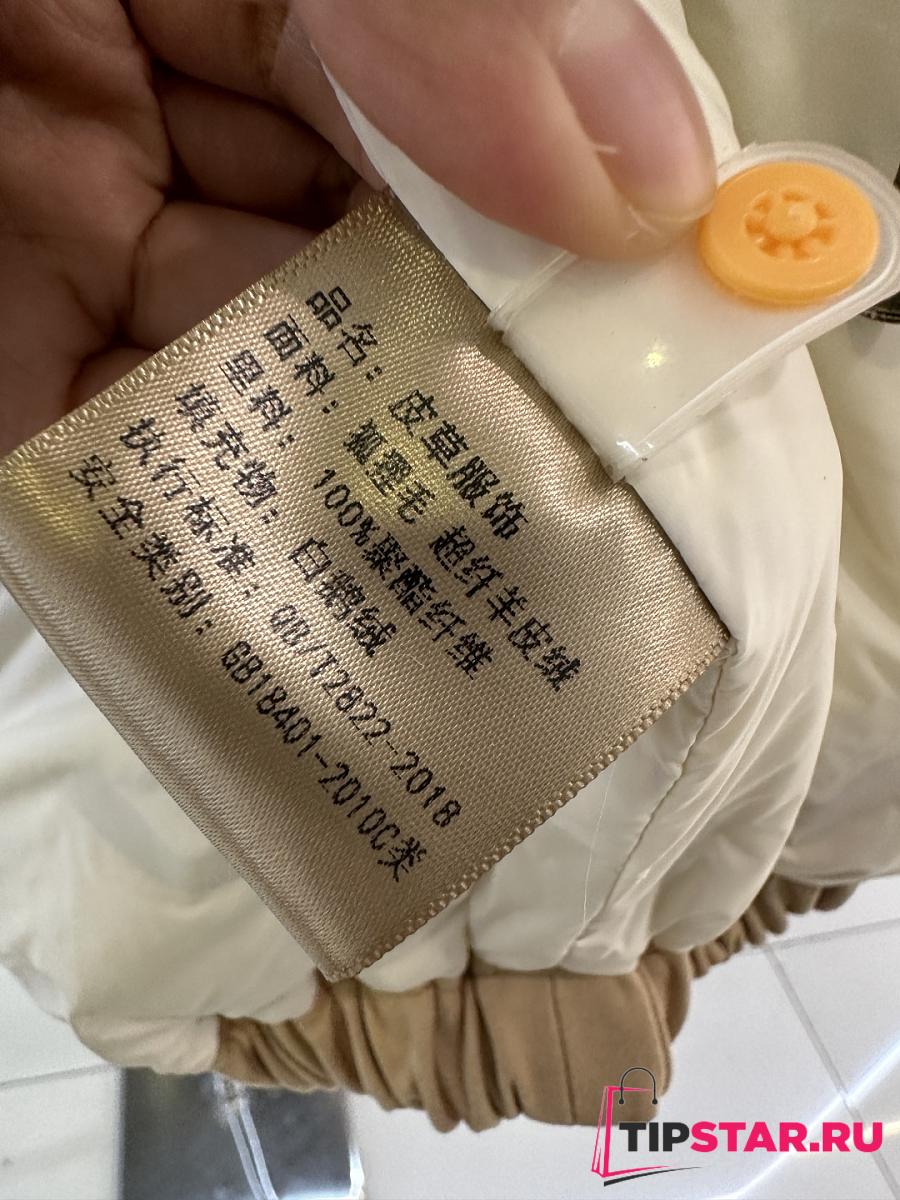 品名：皮草服饰
面料：狐狸毛 超纤羊皮绒
里料：100%聚酯纤维
填充物：白鹅绒
执行标准：QB/T2822-2018
安全类别：GB18401-2010C类
TIPSTAR.RU